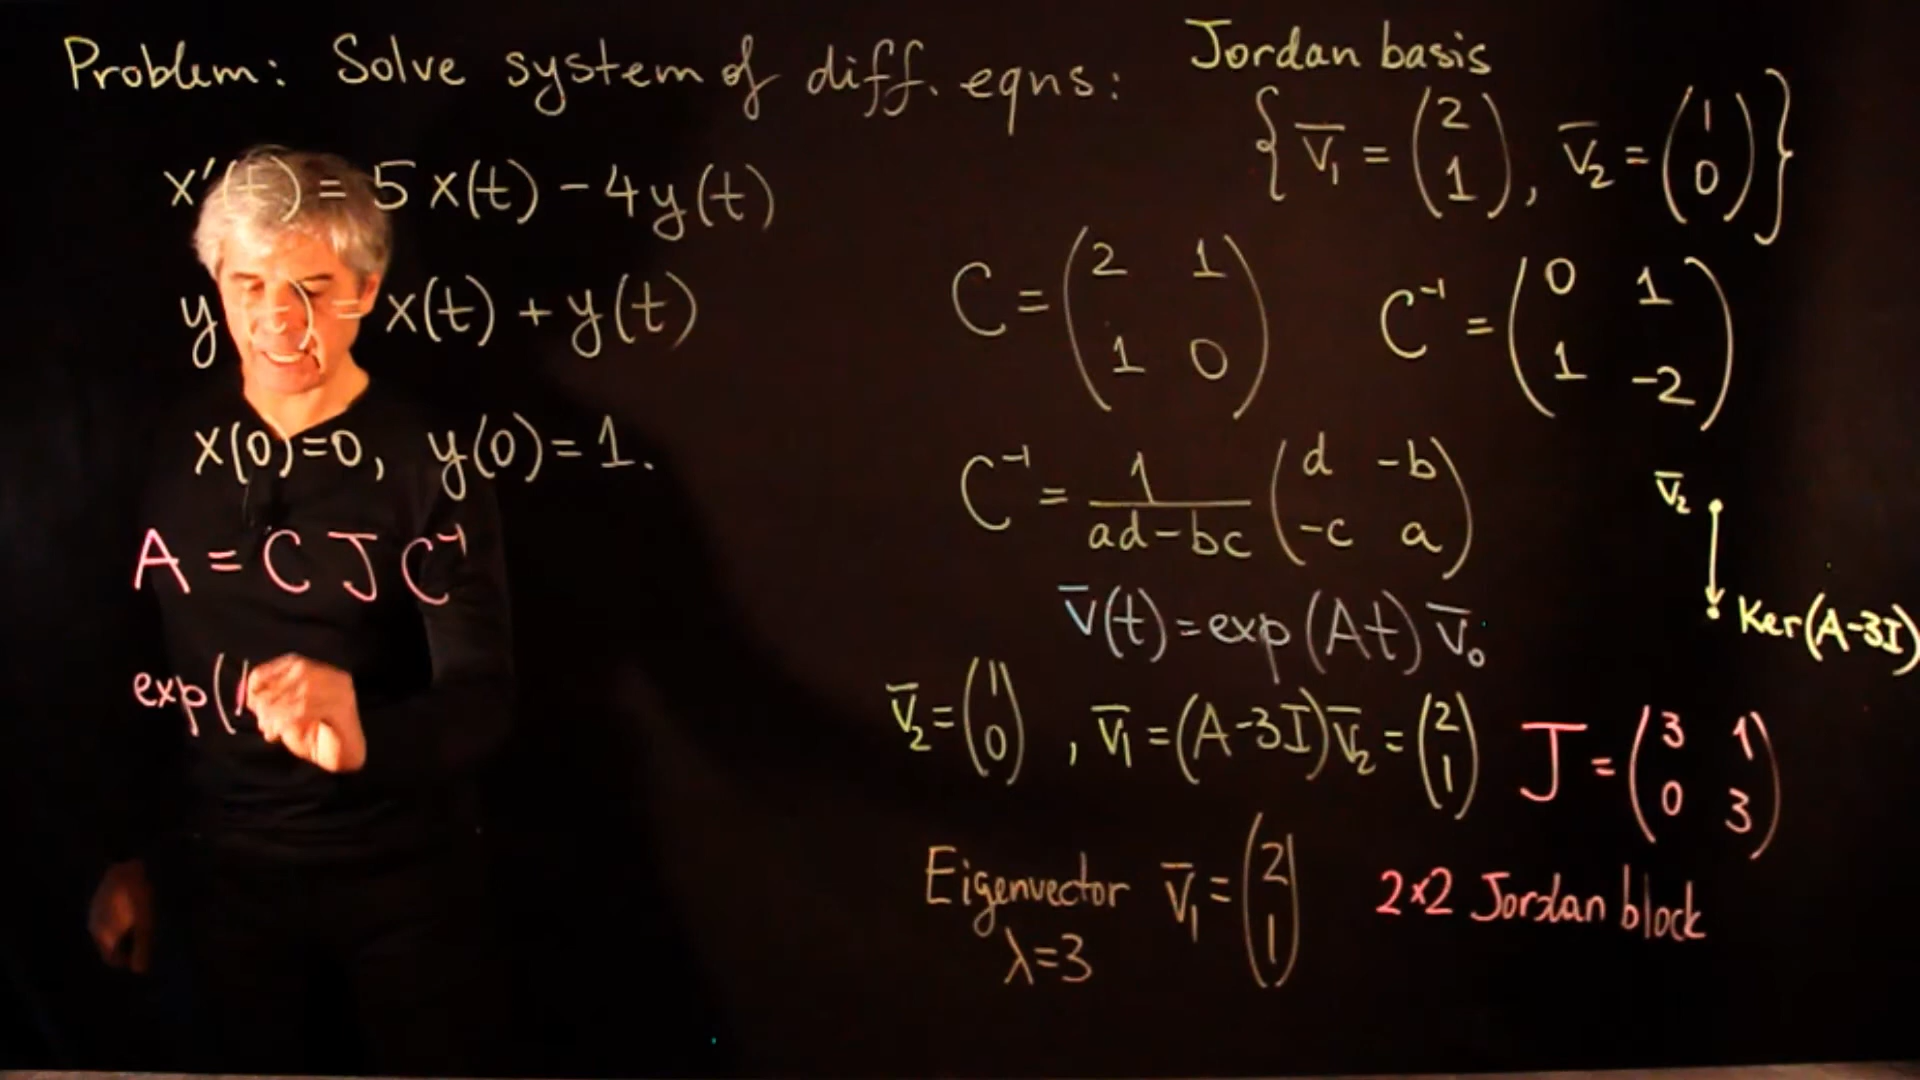 Problem: Solve system of diff. eqns:
x'(t) = 5x(t) - 4y(t)
y'(t) = x(t) + y(t)
x(0)=0, y(0)=1.
A = C J C⁻¹
exp(
Jordan basis
{ v̄₁ = (2 1), v̄₂ = (1 0) }
C = (2 1
1 0)
C⁻¹ = (0 1
1 -2)
C⁻¹ = 1/(ad-bc) (d -b
-c a)
v̄₂
Ker(A-3I)
v̄(t) = exp(At) v̄₀
v̄₂ = (1 0), v̄₁ = (A-3I)v̄₂ = (2 1)
J = (3 1
0 3)
Eigenvector v̄₁ = (2 1)
λ=3
2×2 Jordan block